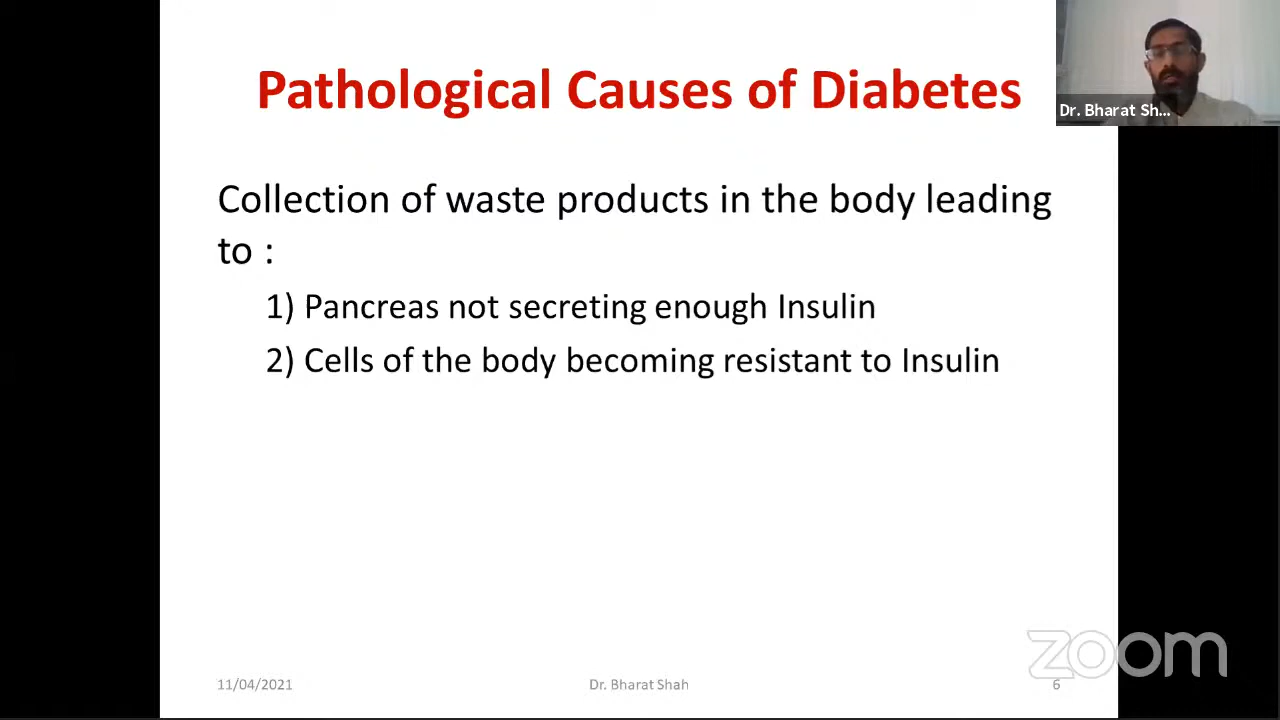 Pathological Causes of Diabetes
Dr. Bharat Sh...
Collection of waste products in the body leading
to :
1) Pancreas not secreting enough Insulin
2) Cells of the body becoming resistant to Insulin
zoom
11/04/2021
Dr. Bharat Shah
6